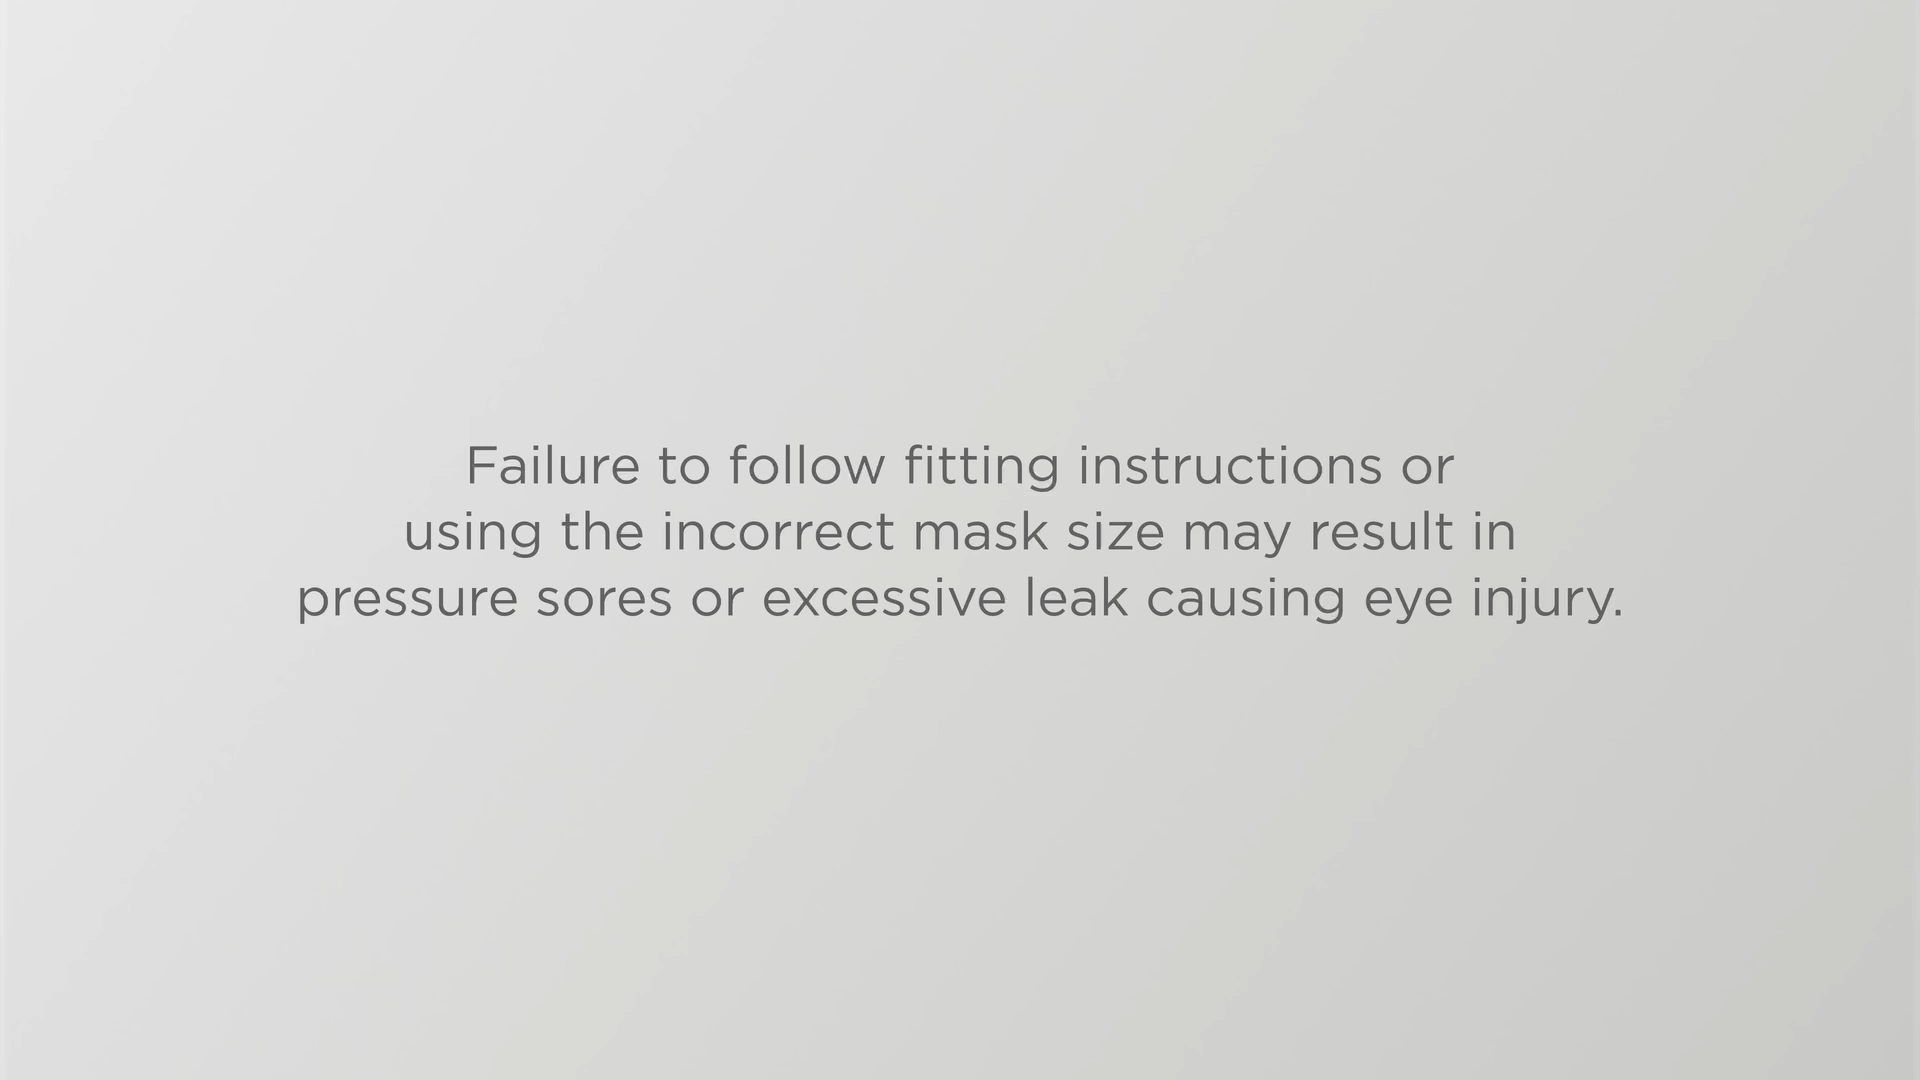 Failure to follow fitting instructions or
using the incorrect mask size may result in
pressure sores or excessive leak causing eye injury.